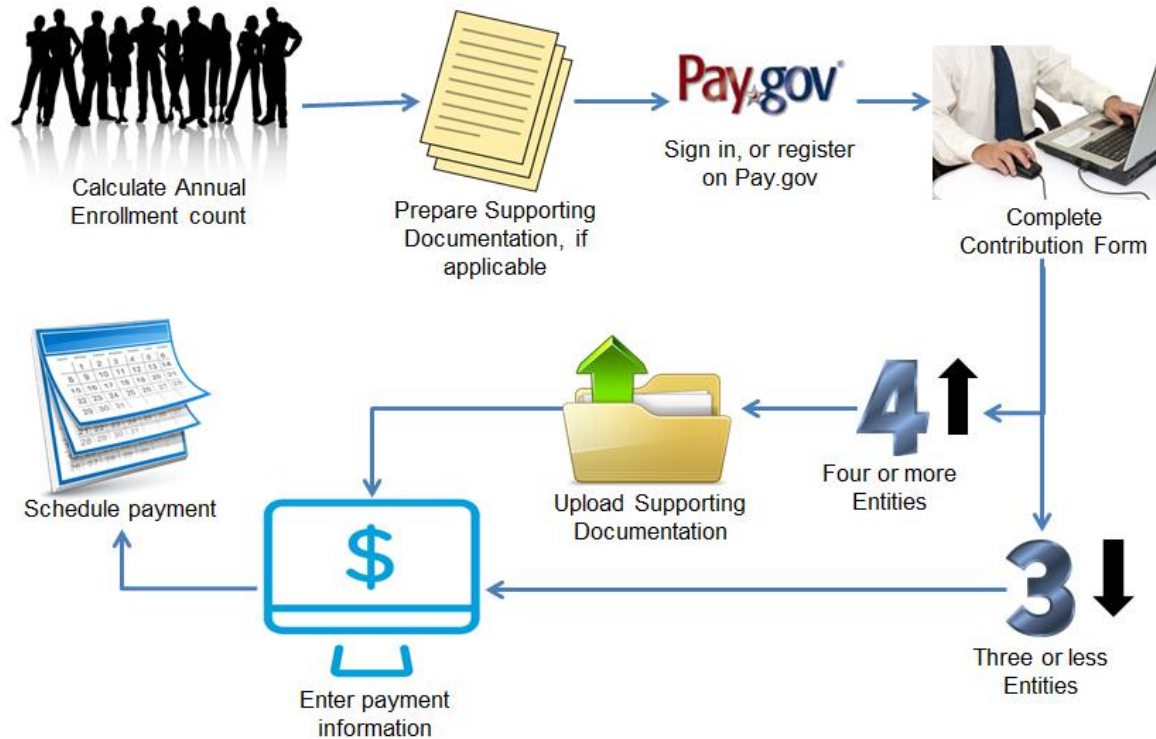 Pay.gov
Calculate Annual
Enrollment count
Prepare Supporting
Documentation, if
applicable
Sign in, or register
on Pay.gov
Complete
Contribution Form
4
Four or more
Entities
Upload Supporting
Documentation
Schedule payment
$
3
Three or less
Entities
Enter payment
information